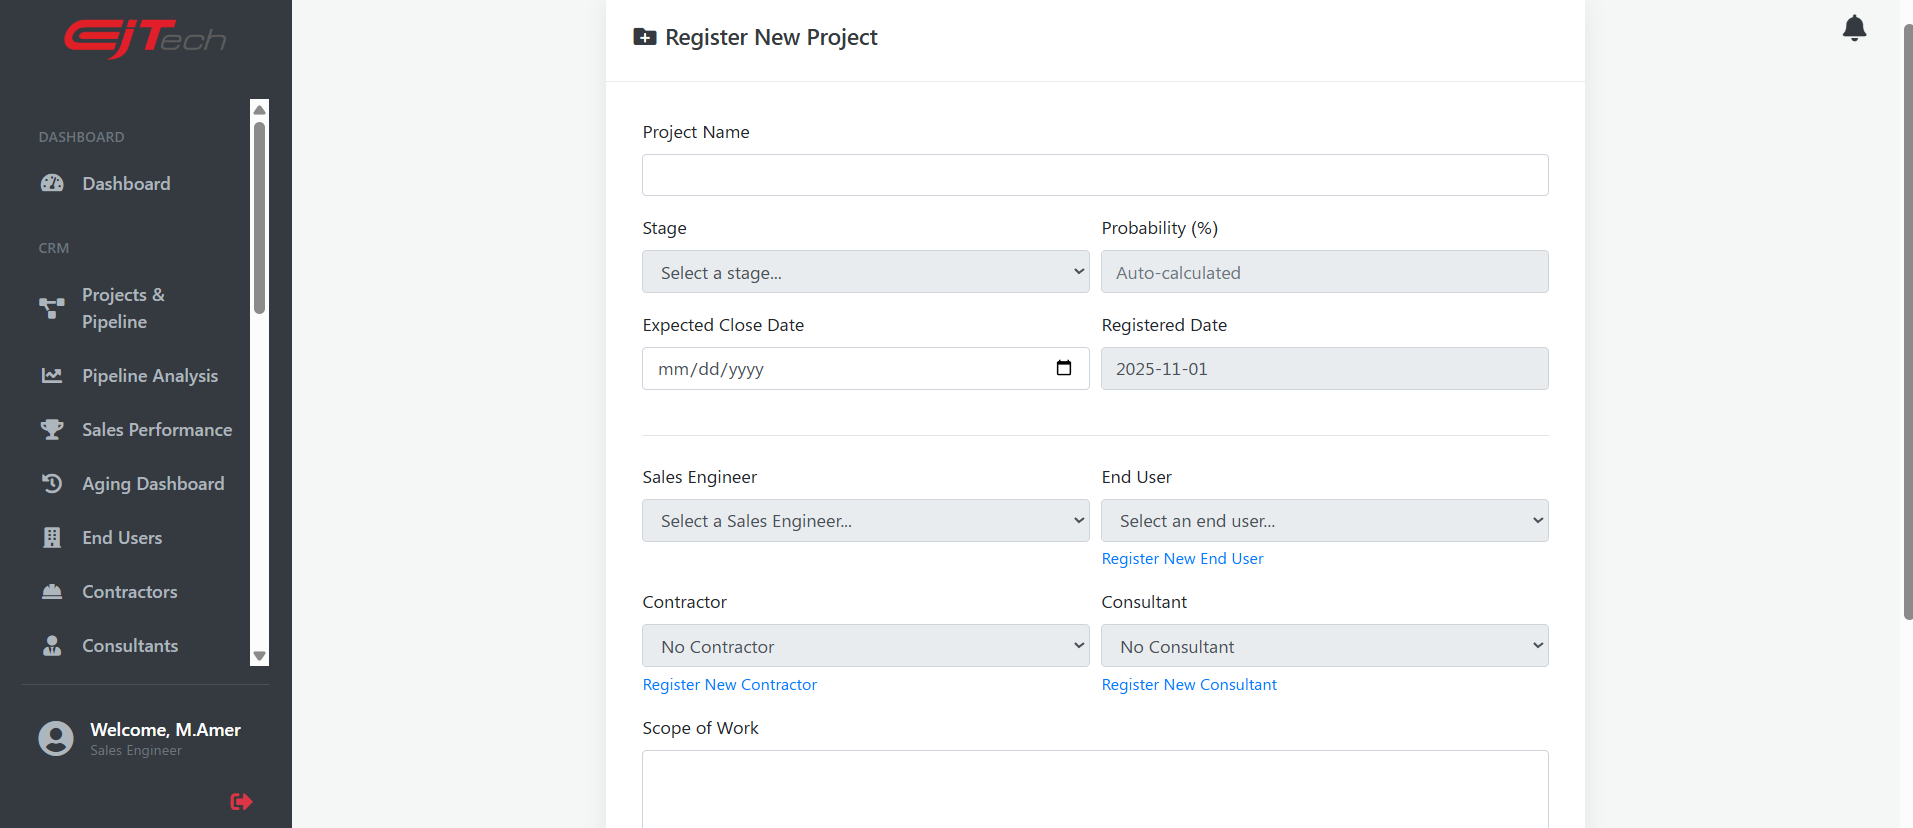 EJTech
DASHBOARD
Dashboard
CRM
Projects &
Pipeline
Pipeline Analysis
Sales Performance
Aging Dashboard
End Users
Contractors
Consultants
Welcome, M.Amer
Sales Engineer
Register New Project
Project Name
Stage
Probability (%)
Select a stage...
Auto-calculated
Expected Close Date
Registered Date
mm/dd/yyyy
2025-11-01
Sales Engineer
End User
Select a Sales Engineer...
Select an end user...
Register New End User
Contractor
Consultant
No Contractor
No Consultant
Register New Contractor
Register New Consultant
Scope of Work